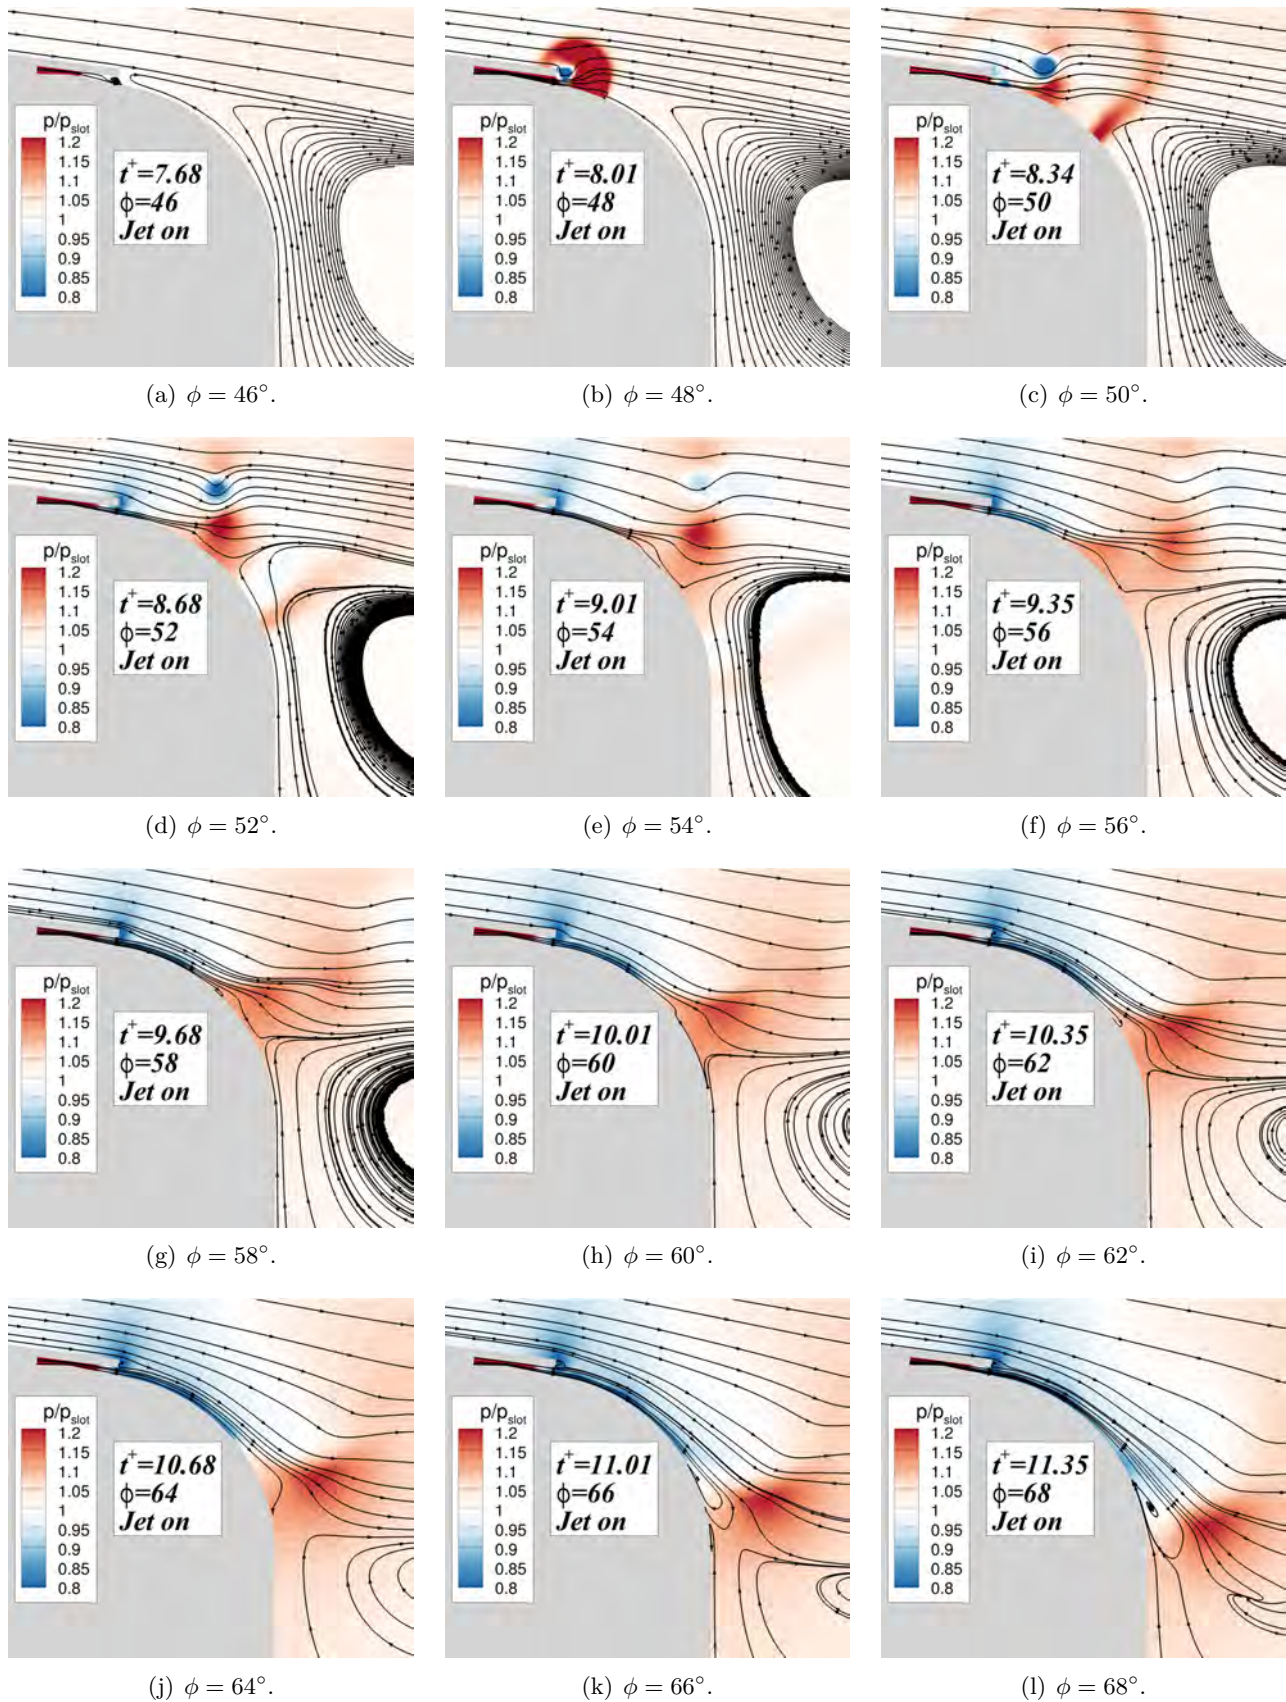 p/p_slot
1.2
1.15
1.1
1.05
1
0.95
0.9
0.85
0.8
t⁺=7.68
ϕ=46
Jet on
(a) ϕ = 46°.
p/p_slot
1.2
1.15
1.1
1.05
1
0.95
0.9
0.85
0.8
t⁺=8.01
ϕ=48
Jet on
(b) ϕ = 48°.
p/p_slot
1.2
1.15
1.1
1.05
1
0.95
0.9
0.85
0.8
t⁺=8.34
ϕ=50
Jet on
(c) ϕ = 50°.
p/p_slot
1.2
1.15
1.1
1.05
1
0.95
0.9
0.85
0.8
t⁺=8.68
ϕ=52
Jet on
(d) ϕ = 52°.
p/p_slot
1.2
1.15
1.1
1.05
1
0.95
0.9
0.85
0.8
t⁺=9.01
ϕ=54
Jet on
(e) ϕ = 54°.
p/p_slot
1.2
1.15
1.1
1.05
1
0.95
0.9
0.85
0.8
t⁺=9.35
ϕ=56
Jet on
(f) ϕ = 56°.
p/p_slot
1.2
1.15
1.1
1.05
1
0.95
0.9
0.85
0.8
t⁺=9.68
ϕ=58
Jet on
(g) ϕ = 58°.
p/p_slot
1.2
1.15
1.1
1.05
1
0.95
0.9
0.85
0.8
t⁺=10.01
ϕ=60
Jet on
(h) ϕ = 60°.
p/p_slot
1.2
1.15
1.1
1.05
1
0.95
0.9
0.85
0.8
t⁺=10.35
ϕ=62
Jet on
(i) ϕ = 62°.
p/p_slot
1.2
1.15
1.1
1.05
1
0.95
0.9
0.85
0.8
t⁺=10.68
ϕ=64
Jet on
(j) ϕ = 64°.
p/p_slot
1.2
1.15
1.1
1.05
1
0.95
0.9
0.85
0.8
t⁺=11.01
ϕ=66
Jet on
(k) ϕ = 66°.
p/p_slot
1.2
1.15
1.1
1.05
1
0.95
0.9
0.85
0.8
t⁺=11.35
ϕ=68
Jet on
(l) ϕ = 68°.